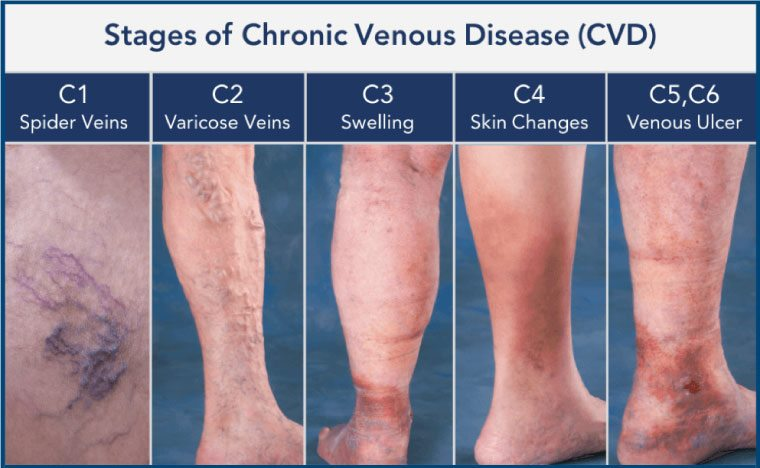 Stages of Chronic Venous Disease (CVD)
C1
Spider Veins
C2
Varicose Veins
C3
Swelling
C4
Skin Changes
C5,C6
Venous Ulcer